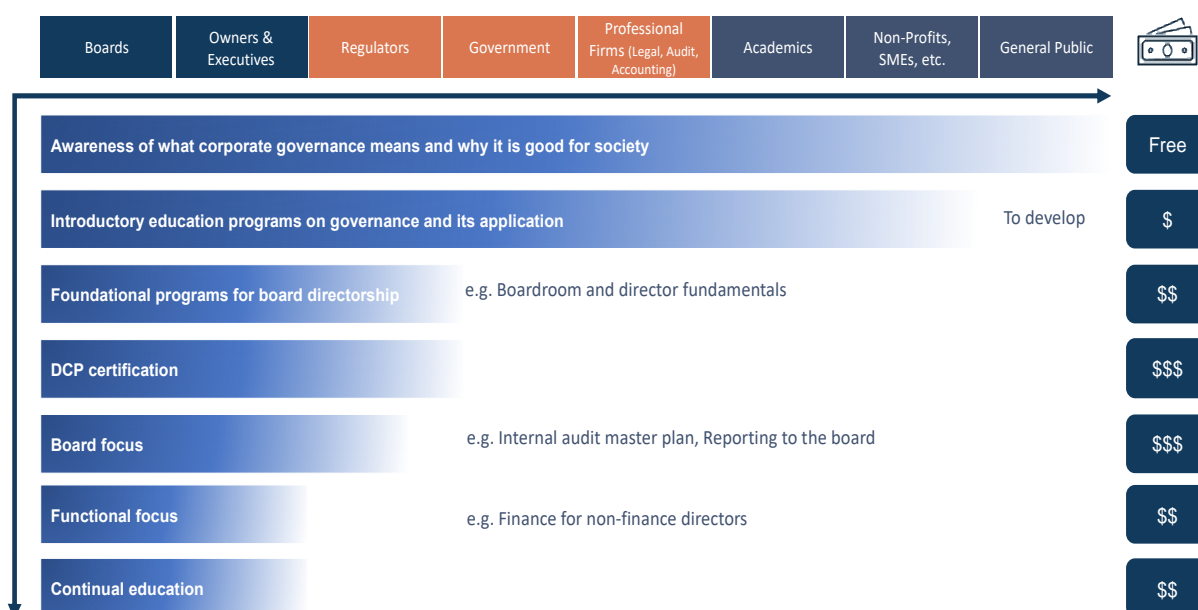 Boards
Owners &
Executives
Regulators
Government
Professional
Firms (Legal, Audit,
Accounting)
Academics
Non-Profits,
SMEs, etc.
General Public
Awareness of what corporate governance means and why it is good for society
Free
Introductory education programs on governance and its application
To develop
$
Foundational programs for board directorship
e.g. Boardroom and director fundamentals
$$
DCP certification
$$$
Board focus
e.g. Internal audit master plan, Reporting to the board
$$$
Functional focus
e.g. Finance for non-finance directors
$$
Continual education
$$